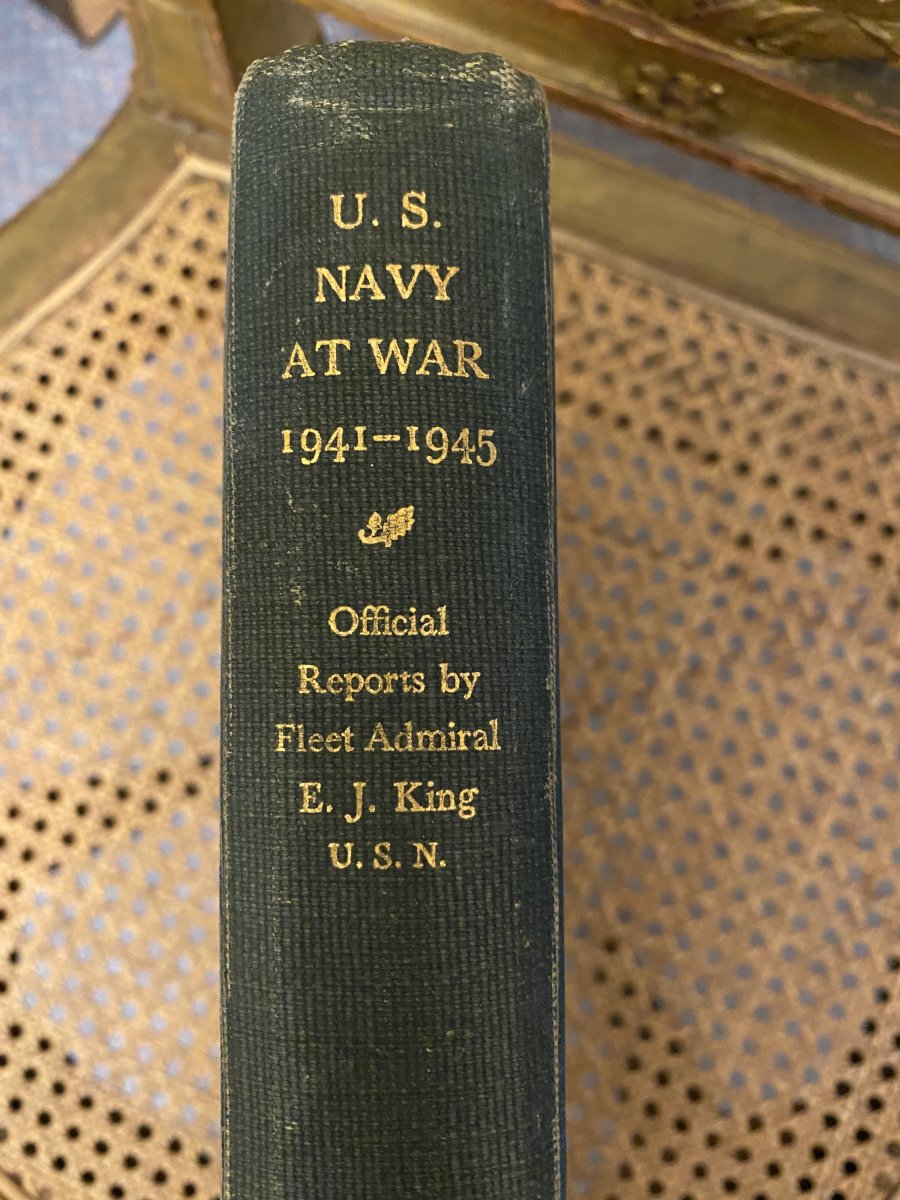 U. S.
NAVY
AT WAR
1941–1945
Official
Reports by
Fleet Admiral
E. J. King
U. S. N.